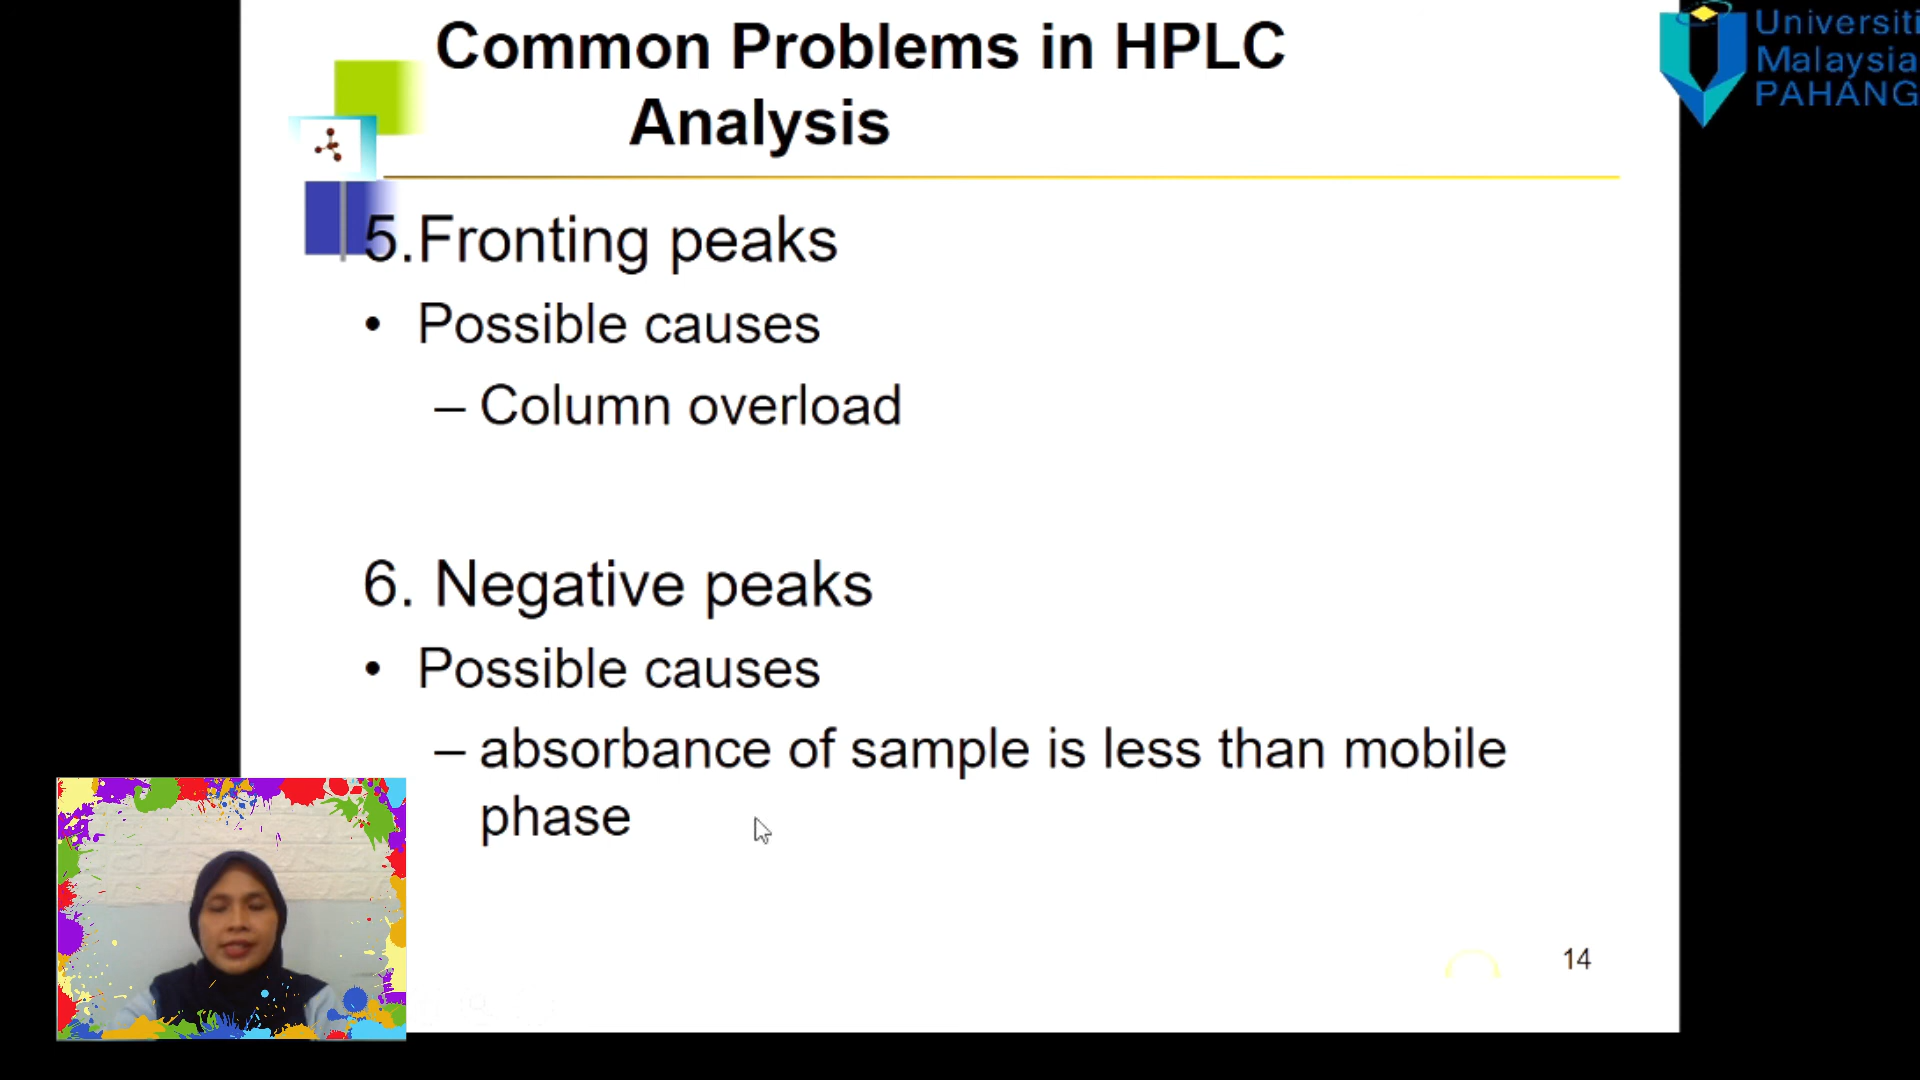 Common Problems in HPLC
Analysis
Universiti
Malaysia
PAHANG
5.Fronting peaks
• Possible causes
– Column overload
6. Negative peaks
• Possible causes
– absorbance of sample is less than mobile
phase
14